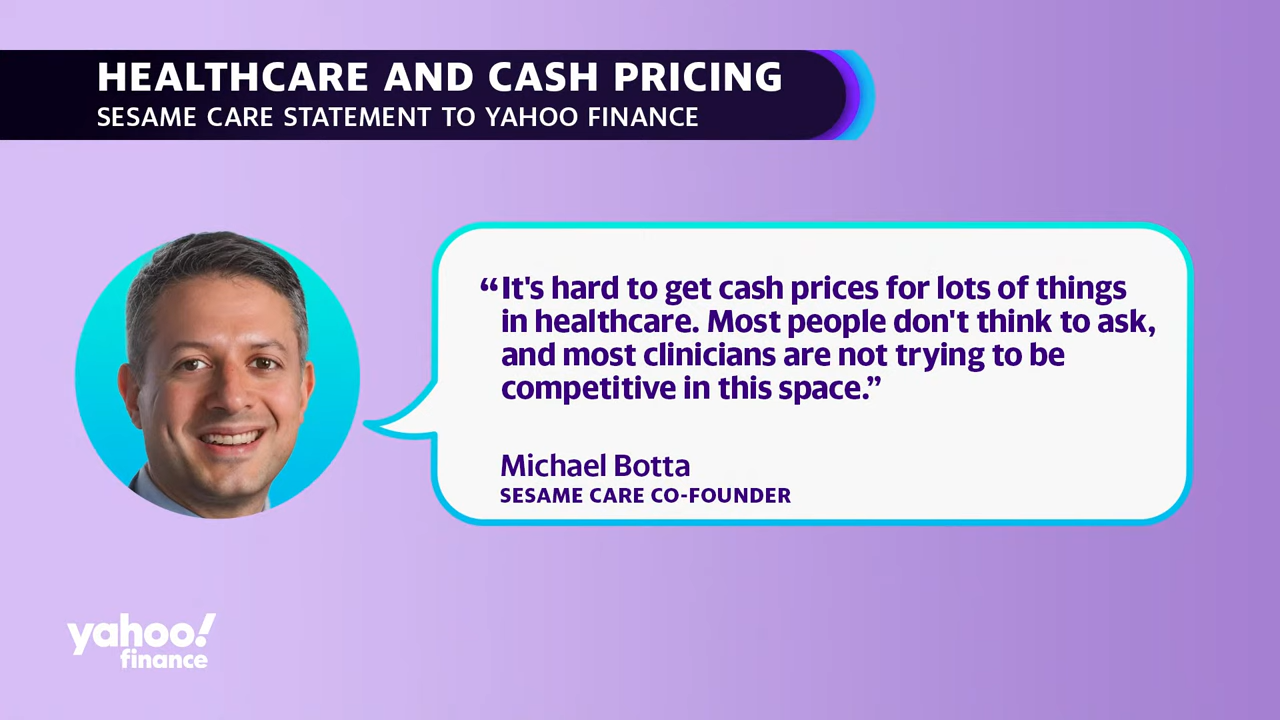 HEALTHCARE AND CASH PRICING
SESAME CARE STATEMENT TO YAHOO FINANCE
“It's hard to get cash prices for lots of things
in healthcare. Most people don't think to ask,
and most clinicians are not trying to be
competitive in this space.”
Michael Botta
SESAME CARE CO-FOUNDER
yahoo!
finance